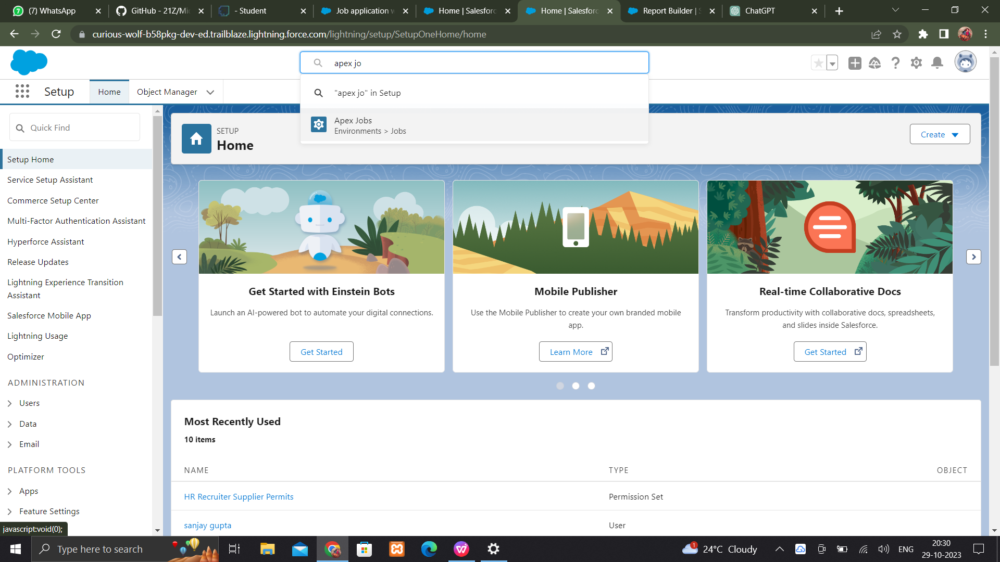 (7) WhatsApp
GitHub - 21Z/Mic
- Student
Job application w
Home | Salesforc
Home | Salesforc
Report Builder | S
ChatGPT
curious-wolf-b58pkg-dev-ed.trailblaze.lightning.force.com/lightning/setup/SetupOneHome/home
apex jo
"apex jo" in Setup
Apex Jobs
Environments > Jobs
Setup
Home
Object Manager
Quick Find
Setup Home
Service Setup Assistant
Commerce Setup Center
Multi-Factor Authentication Assistant
Hyperforce Assistant
Release Updates
Lightning Experience Transition
Assistant
Salesforce Mobile App
Lightning Usage
Optimizer
ADMINISTRATION
Users
Data
Email
PLATFORM TOOLS
Apps
Feature Settings
javascript:void(0);
SETUP
Home
Create
Get Started with Einstein Bots
Launch an AI-powered bot to automate your digital connections.
Get Started
Mobile Publisher
Use the Mobile Publisher to create your own branded mobile
app.
Learn More
Real-time Collaborative Docs
Transform productivity with collaborative docs, spreadsheets,
and slides inside Salesforce.
Get Started
Most Recently Used
10 items
NAME TYPE OBJECT
HR Recruiter Supplier Permits Permission Set
sanjay gupta User
Type here to search
1
24°C Cloudy
ENG
20:30
29-10-2023